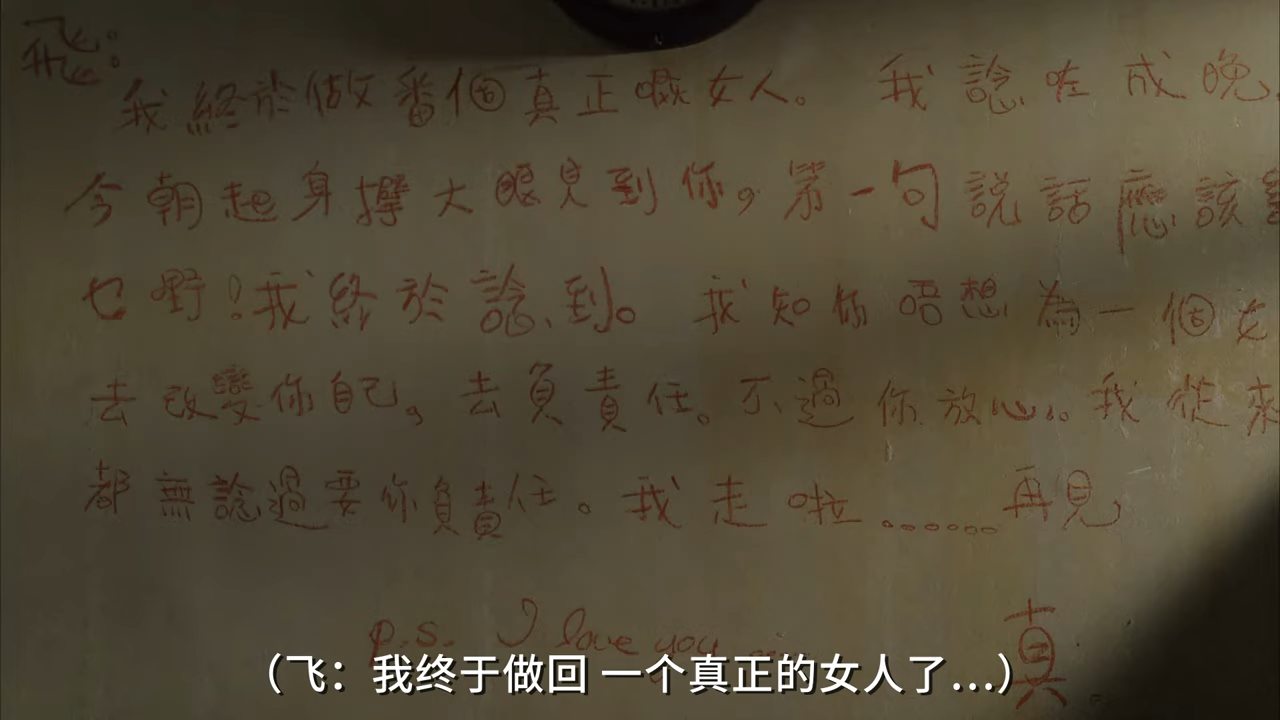 飛：
我終於做番個真正嘅女人。我諗咗成晚，
今朝起身擘大眼見到你，第一句說話應該
乜野！我終於諗到。我知你唔想為一個女
去改變你自己，去負責任。不過你放心..我從來
都無諗過要你負責任。我走啦......再見
p.s. I love you ...
真
（飞：我终于做回 一个真正的女人了...）